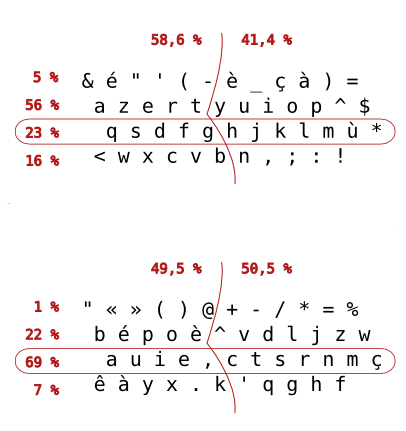 58,6 % 41,4 %
5 % & é " ' ( - è _ ç à ) =
56 % a z e r t y u i o p ^ $
23 % q s d f g h j k l m ù *
16 % < w x c v b n , ; : !
49,5 % 50,5 %
1 % " « » ( ) @ + - / * = %
22 % b é p o è ^ v d l j z w
69 % a u i e , c t s r n m ç
7 % ê à y x . k ' q g h f